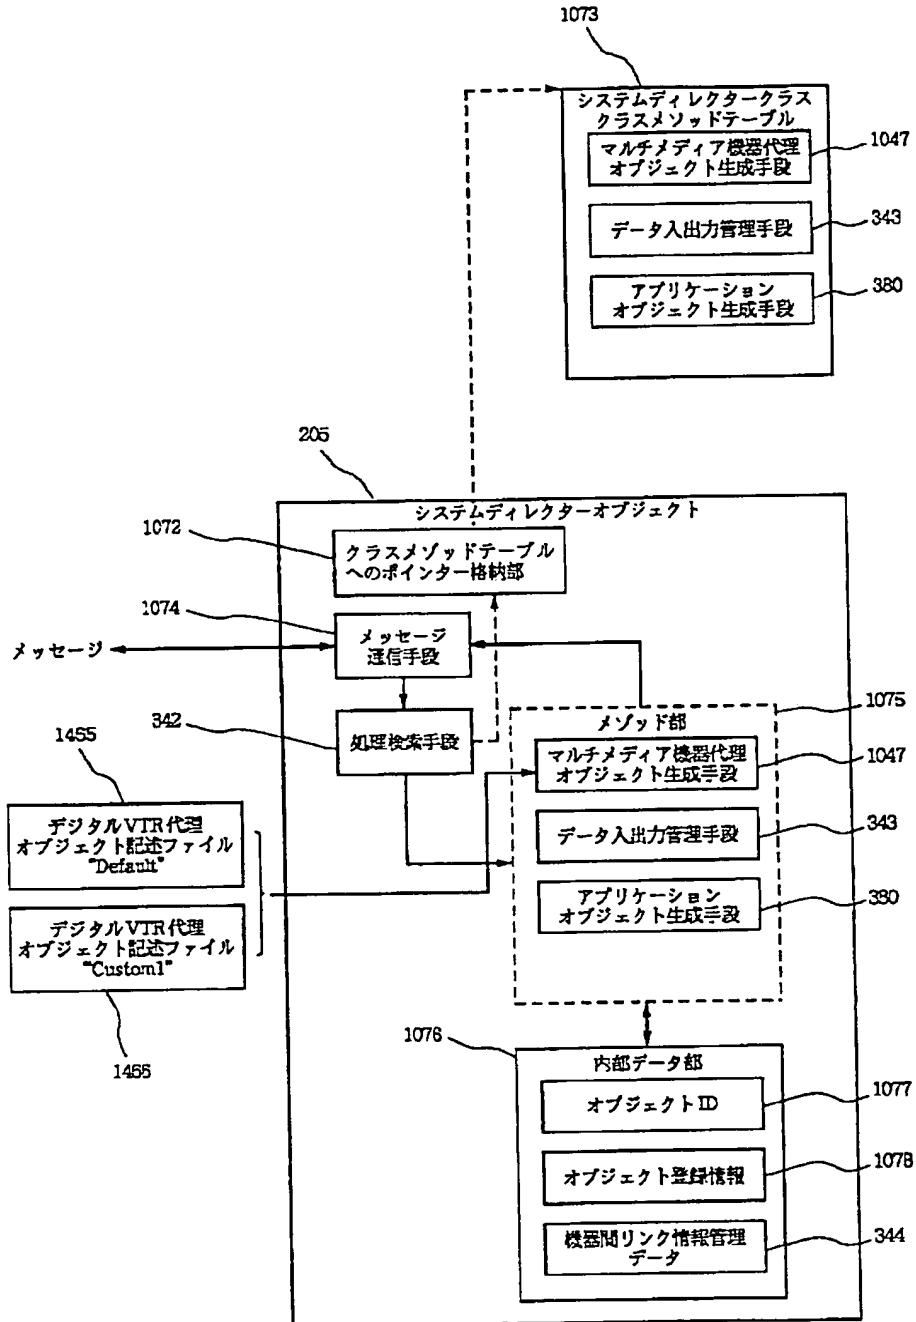 1073
システムディレクタークラス
クラスメソッドテーブル
マルチメディア機器代理
オブジェクト生成手段
1047
データ入出力管理手段
343
アプリケーション
オブジェクト生成手段
380
205
システムディレクターオブジェクト
1072
クラスメゾッドテーブル
へのポインター格納部
1074
メッセージ
メッセージ
通信手段
342
処理検索手段
1075
メゾッド部
マルチメディア機器代理
オブジェクト生成手段
1047
データ入出力管理手段
343
アプリケーション
オブジェクト生成手段
380
1455
デジタルVTR代理
オブジェクト記述ファイル
"Default"
デジタルVTR代理
オブジェクト記述ファイル
"Custom1"
1456
1076
内部データ部
オブジェクトID
1077
オブジェクト登録情報
1078
機器間リンク情報管理
データ
344